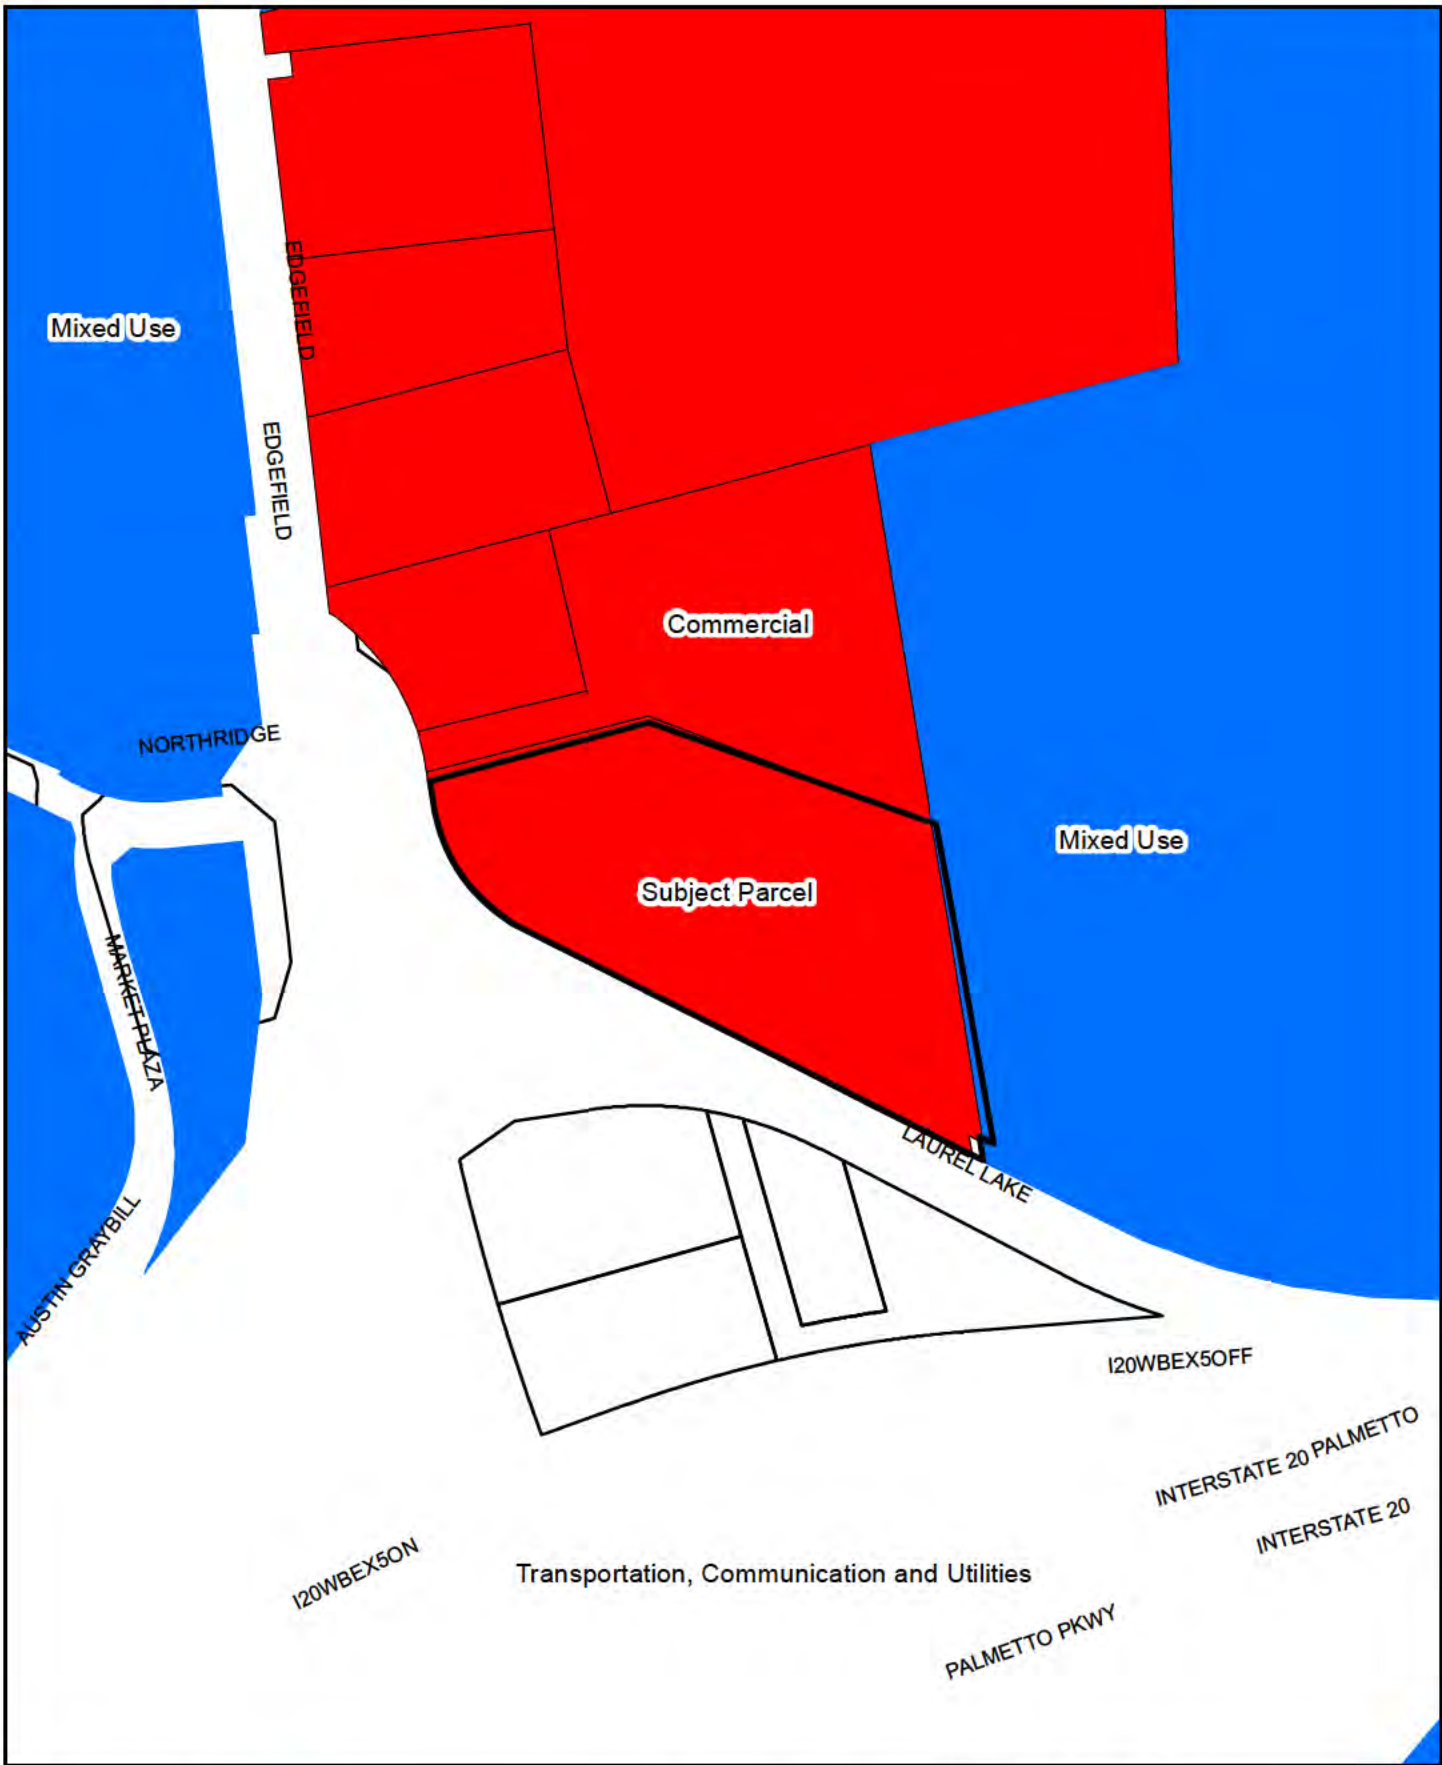 EDGEFIELD
Mixed Use
EDGEFIELD
Commercial
NORTHRIDGE
Mixed Use
Subject Parcel
MARKET PLAZA
LAUREL LAKE
AUSTIN GRAYBILL
I20WBEX5OFF
INTERSTATE 20 PALMETTO
INTERSTATE 20
I20WBEX5ON
Transportation, Communication and Utilities
PALMETTO PKWY